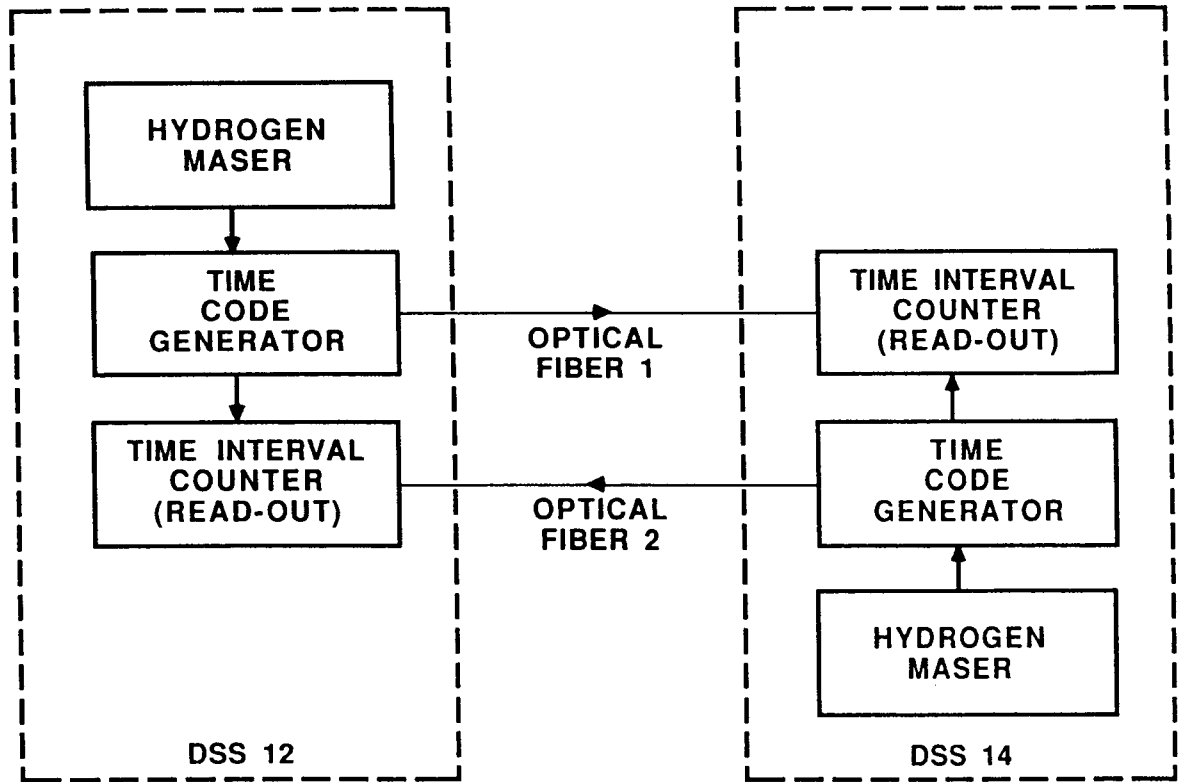 HYDROGEN
MASER
TIME
CODE
GENERATOR
TIME INTERVAL
COUNTER
(READ-OUT)
DSS 12
OPTICAL
FIBER 1
OPTICAL
FIBER 2
TIME INTERVAL
COUNTER
(READ-OUT)
TIME
CODE
GENERATOR
HYDROGEN
MASER
DSS 14